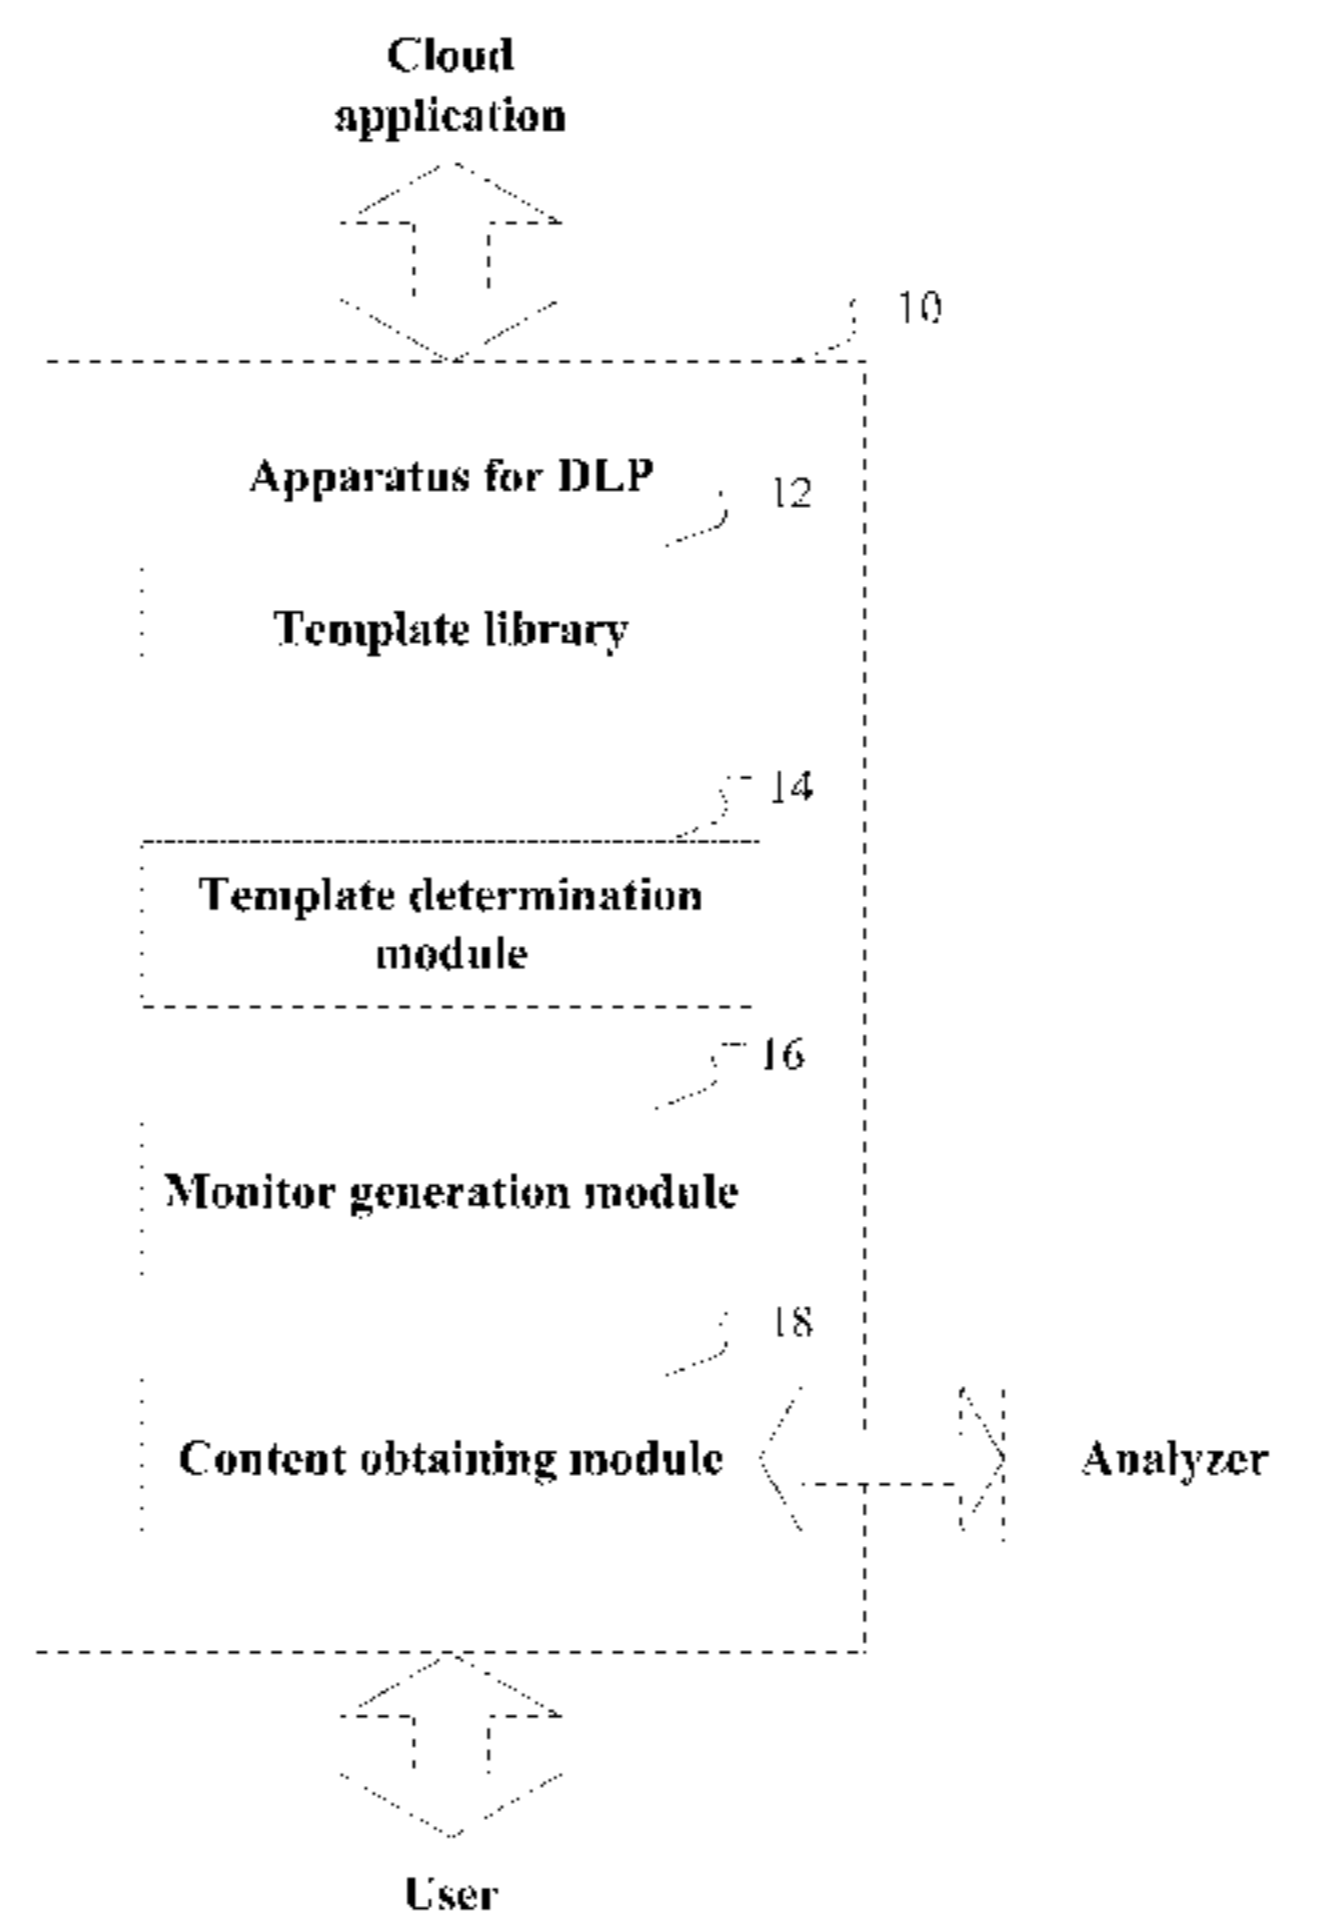 Cloud
application
10
Apparatus for DLP
12
Template library
14
Template determination
module
16
Monitor generation module
18
Content obtaining module
Analyzer
User